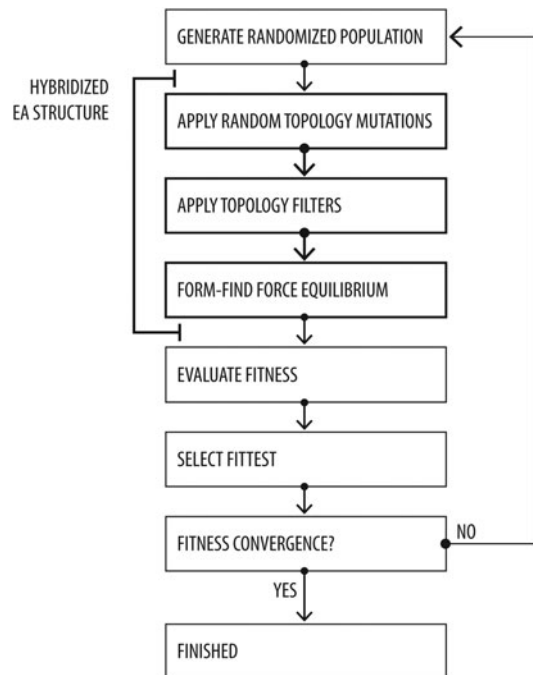 GENERATE RANDOMIZED POPULATION
HYBRIDIZED
EA STRUCTURE
APPLY RANDOM TOPOLOGY MUTATIONS
APPLY TOPOLOGY FILTERS
FORM-FIND FORCE EQUILIBRIUM
EVALUATE FITNESS
SELECT FITTEST
FITNESS CONVERGENCE?
NO
YES
FINISHED